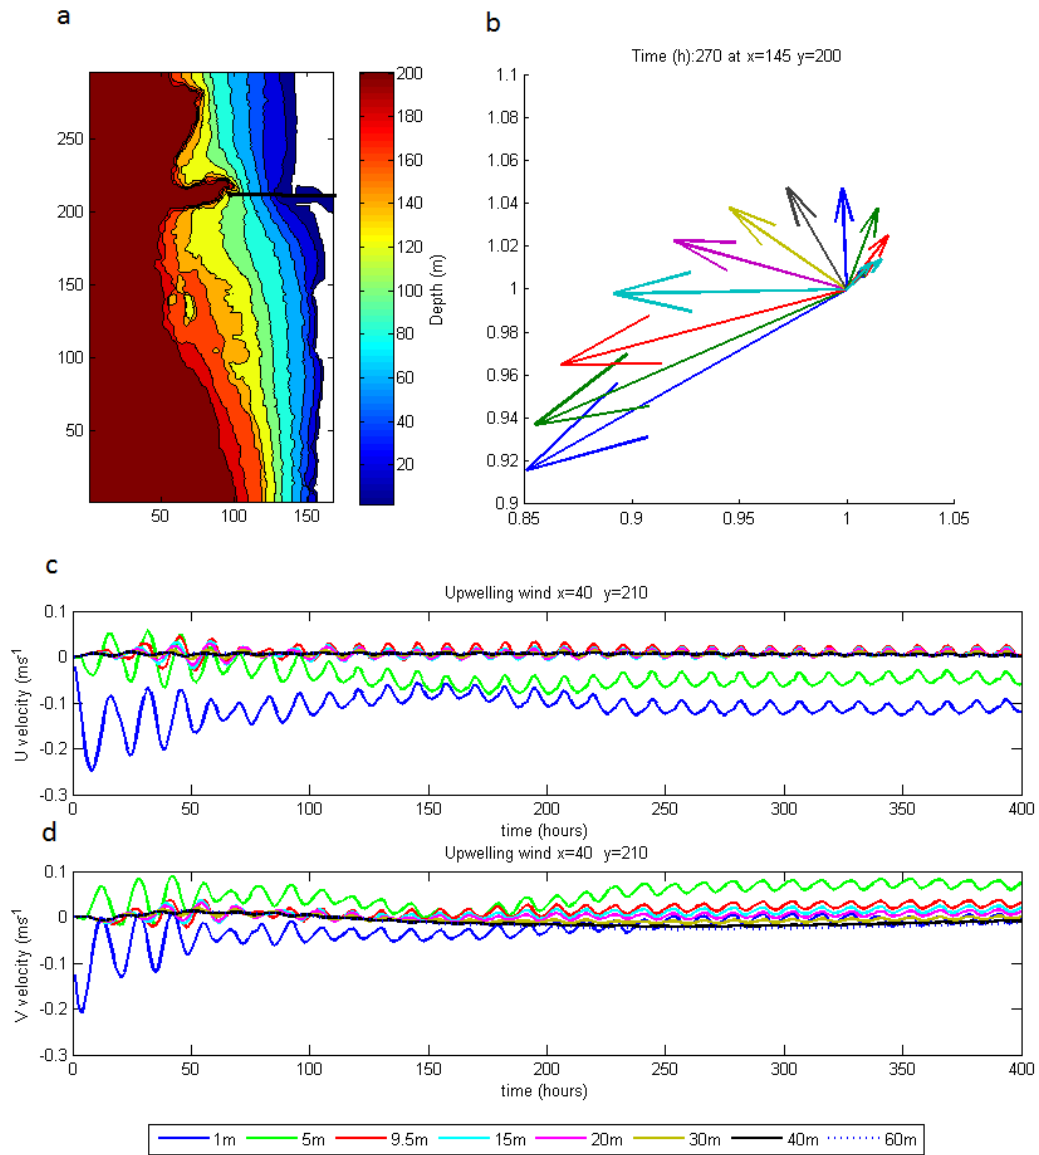 a
250
200
150
100
50
50 100 150
200
180
160
140
120
100
80
60
40
20
Depth (m)
b
Time (h):270 at x=145 y=200
1.1
1.08
1.06
1.04
1.02
1
0.98
0.96
0.94
0.92
0.9
0.85 0.9 0.95 1 1.05
c
Upwelling wind x=40 y=210
0.1
0
-0.1
-0.2
-0.3
U velocity (ms-1)
0 50 100 150 200 250 300 350 400
time (hours)
d
Upwelling wind x=40 y=210
0.1
0
-0.1
-0.2
-0.3
V velocity (ms-1)
0 50 100 150 200 250 300 350 400
time (hours)
1m 5m 9.5m 15m 20m 30m 40m 60m